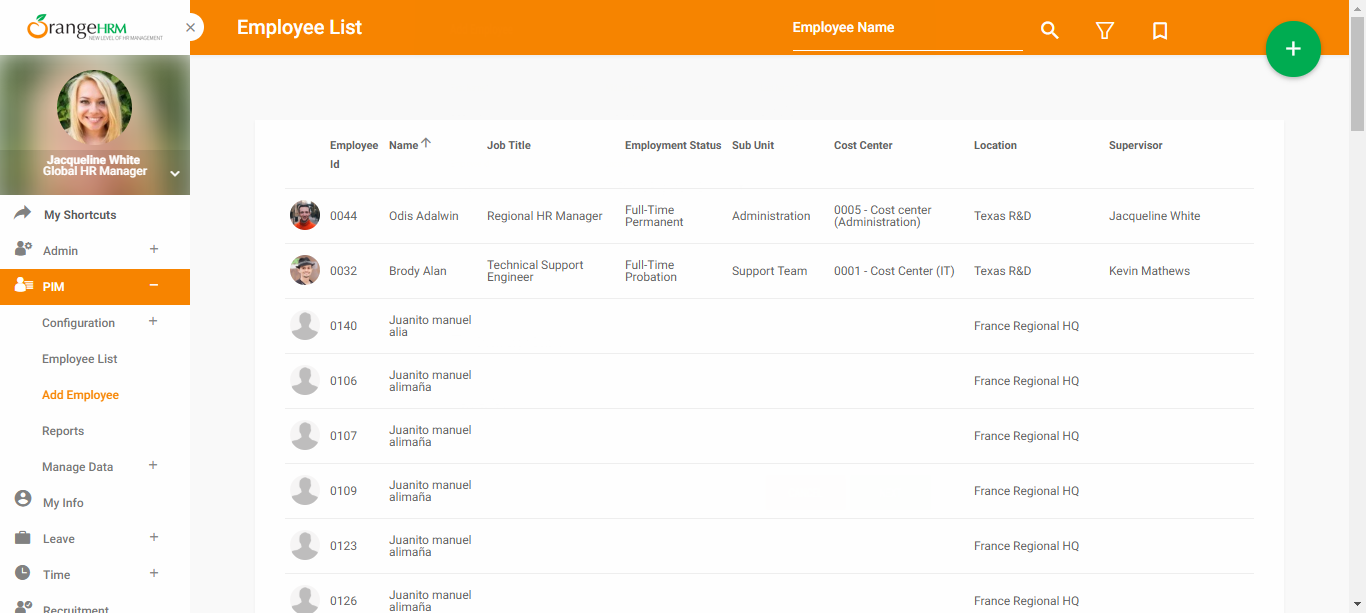 OrangeHRM
NEW LEVEL OF HR MANAGEMENT
Employee List
Employee Name
Jacqueline White
Global HR Manager
My Shortcuts
Admin
PIM
Configuration
Employee List
Add Employee
Reports
Manage Data
My Info
Leave
Time
Recruitment
Employee Id Name Job Title Employment Status Sub Unit Cost Center Location Supervisor
0044 Odis Adalwin Regional HR Manager Full-Time Permanent Administration 0005 - Cost center (Administration) Texas R&D Jacqueline White
0032 Brody Alan Technical Support Engineer Full-Time Probation Support Team 0001 - Cost Center (IT) Texas R&D Kevin Mathews
0140 Juanito manuel alia France Regional HQ
0106 Juanito manuel alimaña France Regional HQ
0107 Juanito manuel alimaña France Regional HQ
0109 Juanito manuel alimaña France Regional HQ
0123 Juanito manuel alimaña France Regional HQ
0126 Juanito manuel alimaña France Regional HQ